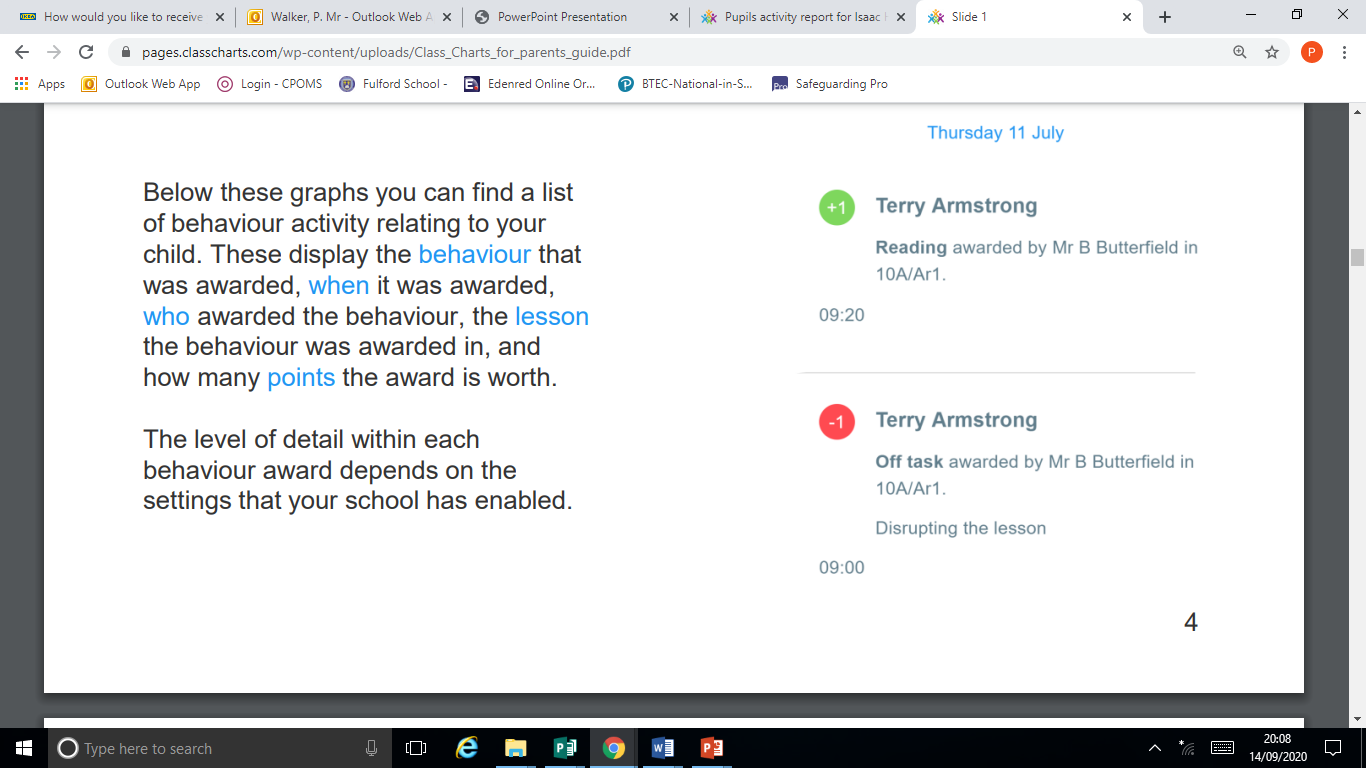 How would you like to receive
Walker, P. Mr - Outlook Web A
PowerPoint Presentation
Pupils activity report for Isaac
Slide 1
pages.classcharts.com/wp-content/uploads/Class_Charts_for_parents_guide.pdf
P
Apps
Outlook Web App
Login - CPOMS
Fulford School -
Edenred Online Or...
BTEC-National-in-S...
Safeguarding Pro
Below these graphs you can find a list
of behaviour activity relating to your
child. These display the behaviour that
was awarded, when it was awarded,
who awarded the behaviour, the lesson
the behaviour was awarded in, and
how many points the award is worth.
The level of detail within each
behaviour award depends on the
settings that your school has enabled.
Thursday 11 July
+1
Terry Armstrong
Reading awarded by Mr B Butterfield in
10A/Ar1.
09:20
-1
Terry Armstrong
Off task awarded by Mr B Butterfield in
10A/Ar1.
Disrupting the lesson
09:00
4
Type here to search
20:08
14/09/2020